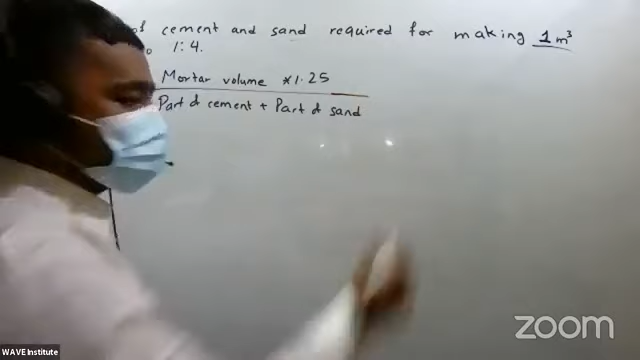 of cement and sand required for making 1 m³
1:4.
Mortar volume × 1.25
Part of cement + Part of sand
zoom
WAVE Institute